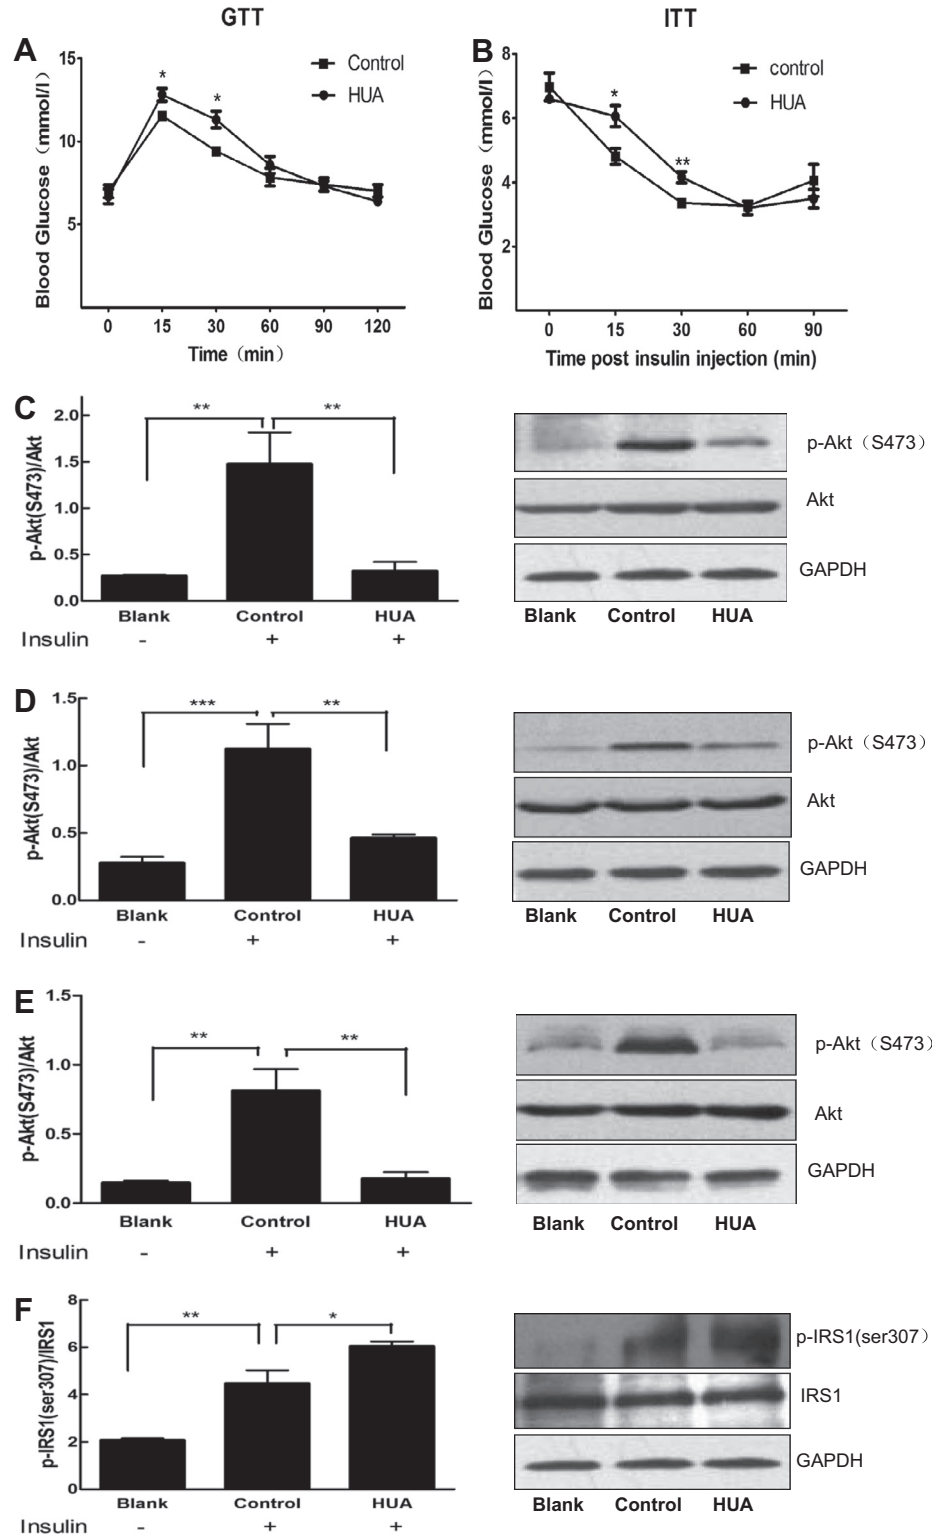 GTT
ITT
A
15
10
5
Blood Glucose（mmol/l）
Control
HUA
*
*
0 15 30 60 90 120
Time（min）
B
8
6
4
2
Blood Glucose（mmol/l）
control
HUA
*
**
0 15 30 60 90
Time post insulin injection (min)
C
2.0
1.5
1.0
0.5
0.0
p-Akt(S473)/Akt
** **
Blank Control HUA
Insulin - + +
p-Akt（S473）
Akt
GAPDH
Blank Control HUA
D
1.5
1.0
0.5
0.0
p-Akt(S473)/Akt
*** **
Blank Control HUA
Insulin - + +
p-Akt（S473）
Akt
GAPDH
Blank Control HUA
E
1.5
1.0
0.5
0.0
p-Akt(S473)/Akt
** **
Blank Control HUA
Insulin - + +
p-Akt（S473）
Akt
GAPDH
Blank Control HUA
F
8
6
4
2
0
p-IRS1(ser307)/IRS1
** *
Blank Control HUA
Insulin - + +
p-IRS1(ser307）
IRS1
GAPDH
Blank Control HUA